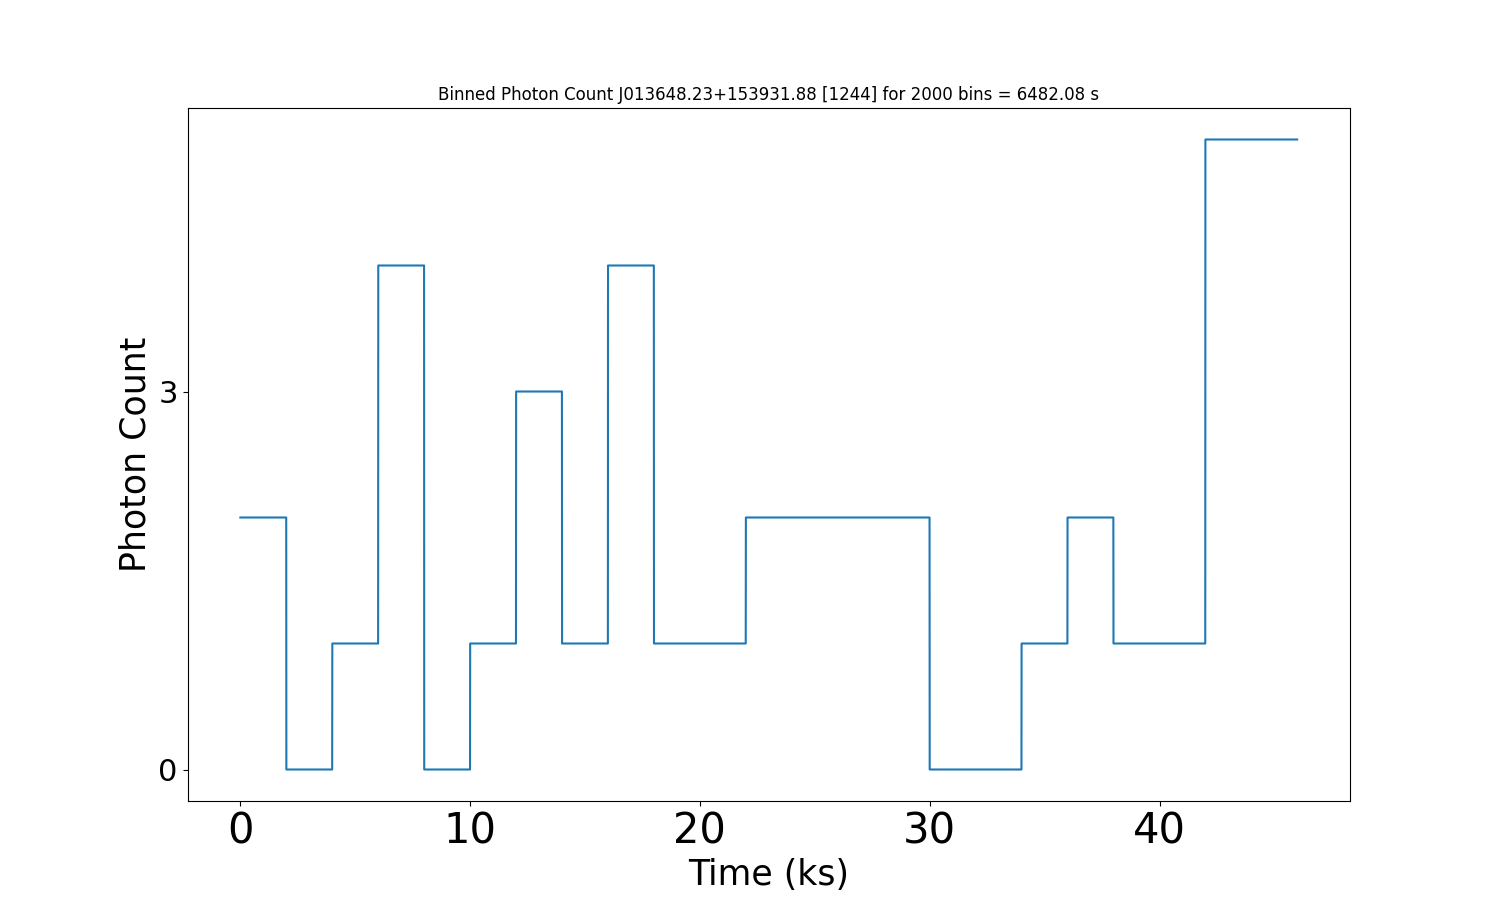 Binned Photon Count J013648.23+153931.88 [1244] for 2000 bins = 6482.08 s
Photon Count
3
0
0 10 20 30 40
Time (ks)